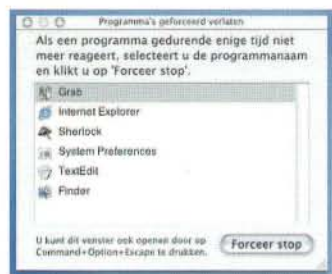 Programma's geforceerd verlaten
Als een programma gedurende enige tijd niet
meer reageert, selecteert u de programmanaam
en klikt u op 'Forceer stop'.
Grab
Internet Explorer
Sherlock
System Preferences
TextEdit
Finder
U kunt dit venster ook openen door op
Command+Option+Escape te drukken.
Forceer stop